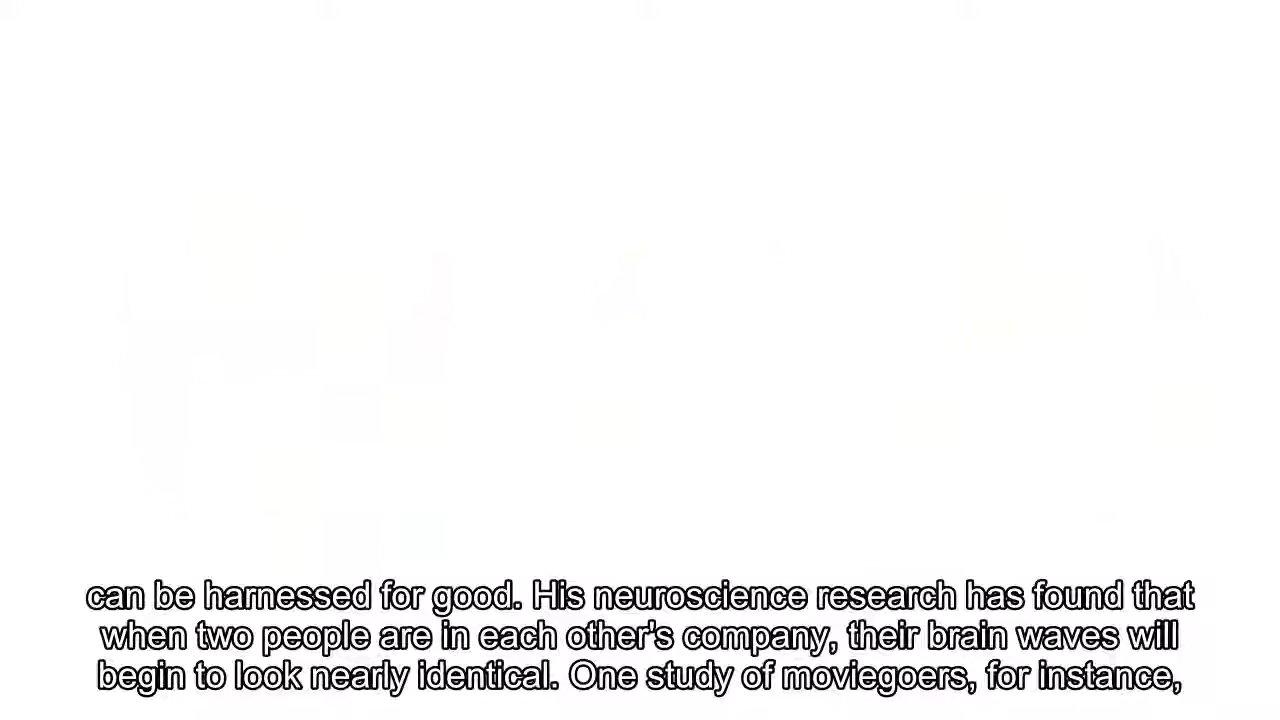 can be harnessed for good. His neuroscience research has found that
when two people are in each other's company, their brain waves will
begin to look nearly identical. One study of moviegoers, for instance,